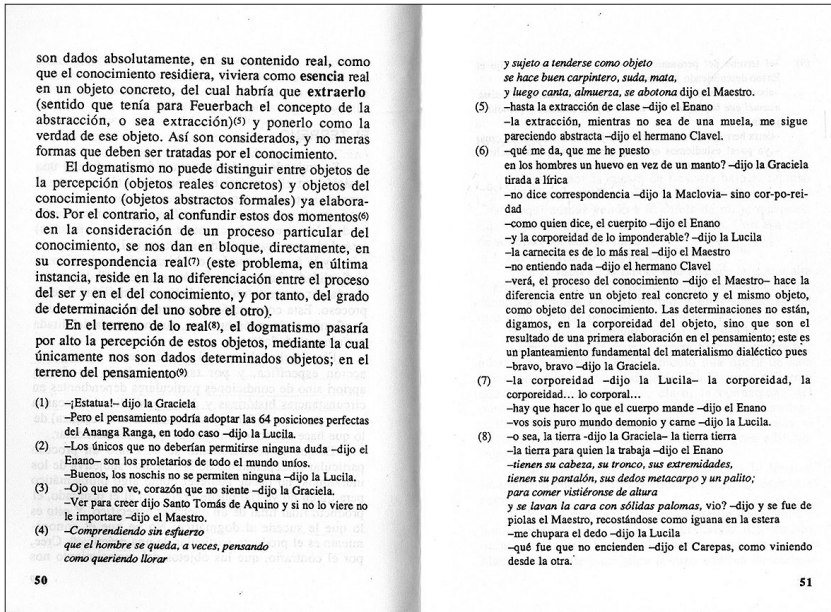 son dados absolutamente, en su contenido real, como
que el conocimiento residiera, viviera como esencia real
en un objeto concreto, del cual habría que extraerlo
(sentido que tenía para Feuerbach el concepto de la
abstracción, o sea extracción)(5) y ponerlo como la
verdad de ese objeto. Así son considerados, y no meras
formas que deben ser tratadas por el conocimiento.
El dogmatismo no puede distinguir entre objetos de
la percepción (objetos reales concretos) y objetos del
conocimiento (objetos abstractos formales) ya elabora-
dos. Por el contrario, al confundir estos dos momentos(6)
en la consideración de un proceso particular del
conocimiento, se nos dan en bloque, directamente, en
su correspondencia real(7) (este problema, en última
instancia, reside en la no diferenciación entre el proceso
del ser y en el del conocimiento, y por tanto, del grado
de determinación del uno sobre el otro).
En el terreno de lo real(8), el dogmatismo pasaría
por alto la percepción de estos objetos, mediante la cual
únicamente nos son dados determinados objetos; en el
terreno del pensamiento(9)
(1) –¡Estatua!– dijo la Graciela
–Pero el pensamiento podría adoptar las 64 posiciones perfectas
del Ananga Ranga, en todo caso –dijo la Lucila.
(2) –Los únicos que no deberían permitirse ninguna duda –dijo el
Enano– son los proletarios de todo el mundo uníos.
–Buenos, los noschis no se permiten ninguna –dijo la Lucila.
(3) –Ojo que no ve, corazón que no siente –dijo la Graciela.
–Ver para creer dijo Santo Tomás de Aquino y si no lo viere no
le importare –dijo el Maestro.
(4) –Comprendiendo sin esfuerzo
que el hombre se queda, a veces, pensando
como queriendo llorar
50
y sujeto a tenderse como objeto
se hace buen carpintero, suda, mata,
y luego canta, almuerza, se abotona dijo el Maestro.
(5) –hasta la extracción de clase –dijo el Enano
–la extracción, mientras no sea de una muela, me sigue
pareciendo abstracta –dijo el hermano Clavel.
(6) –qué me da, que me he puesto
en los hombres un huevo en vez de un manto? –dijo la Graciela
tirada a lírica
–no dice correspondencia –dijo la Maclovia– sino cor-po-rei-
dad
–como quien dice, el cuerpito –dijo el Enano
–y la corporeidad de lo imponderable? –dijo la Lucila
–la carnecita es de lo más real –dijo el Maestro
–no entiendo nada –dijo el hermano Clavel
–verá, el proceso del conocimiento –dijo el Maestro– hace la
diferencia entre un objeto real concreto y el mismo objeto,
como objeto del conocimiento. Las determinaciones no están,
digamos, en la corporeidad del objeto, sino que son el
resultado de una primera elaboración en el pensamiento; este es
un planteamiento fundamental del materialismo dialéctico pues
–bravo, bravo –dijo la Graciela.
(7) –la corporeidad –dijo la Lucila– la corporeidad, la
corporeidad... lo corporal...
–hay que hacer lo que el cuerpo mande –dijo el Enano
–vos sois puro mundo demonio y carne –dijo la Lucila.
(8) –o sea, la tierra -dijo la Graciela– la tierra tierra
–la tierra para quien la trabaja –dijo el Enano
–tienen su cabeza, su tronco, sus extremidades,
tienen su pantalón, sus dedos metacarpo y un palito;
para comer vistiéronse de altura
y se lavan la cara con sólidas palomas, vio? –dijo y se fue de
piolas el Maestro, recostándose como iguana en la estera
–me chupara el dedo –dijo la Lucila
–qué fue que no encienden –dijo el Carepas, como viniendo
desde la otra.
51